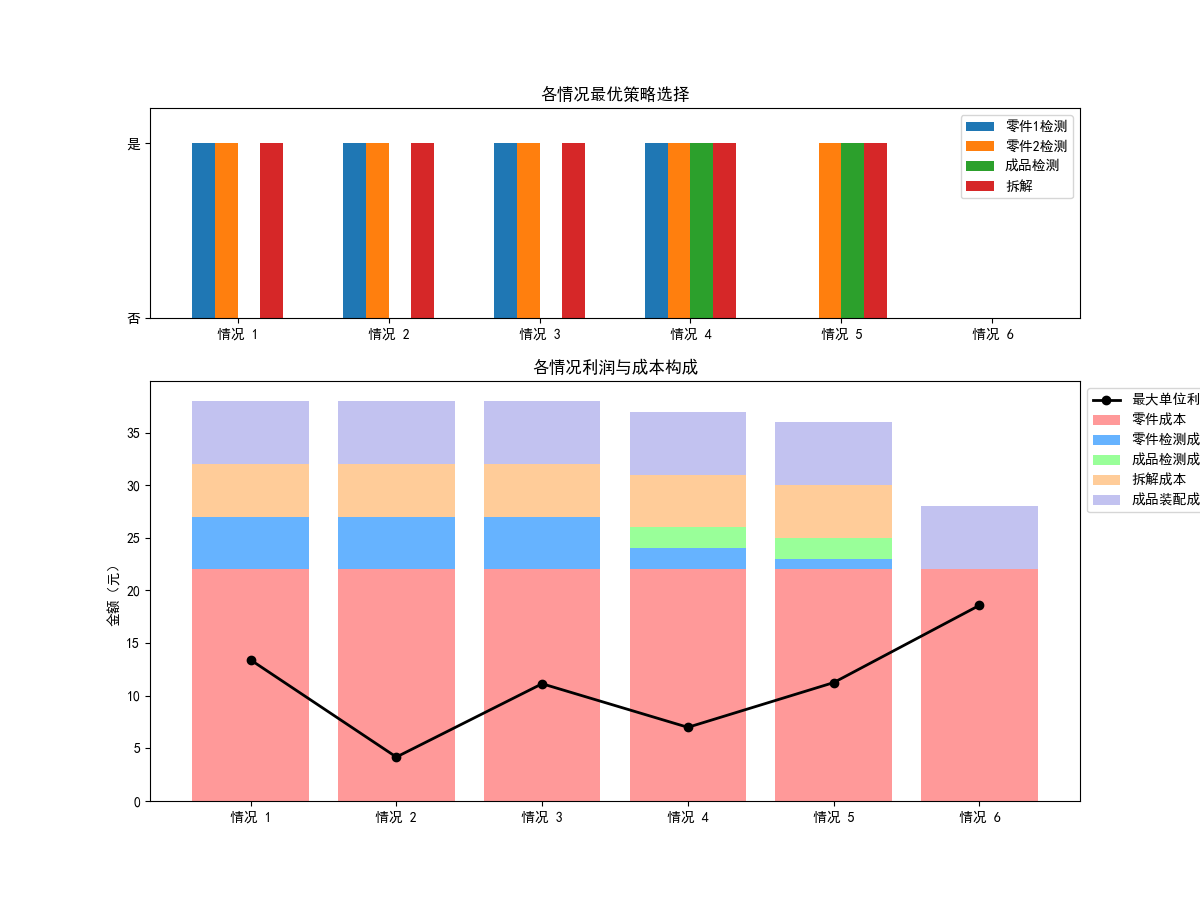 各情况最优策略选择
是
否
零件1检测
零件2检测
成品检测
拆解
情况 1
情况 2
情况 3
情况 4
情况 5
情况 6
各情况利润与成本构成
金额（元）
35
30
25
20
15
10
5
0
最大单位利
零件成本
零件检测成
成品检测成
拆解成本
成品装配成
情况 1
情况 2
情况 3
情况 4
情况 5
情况 6